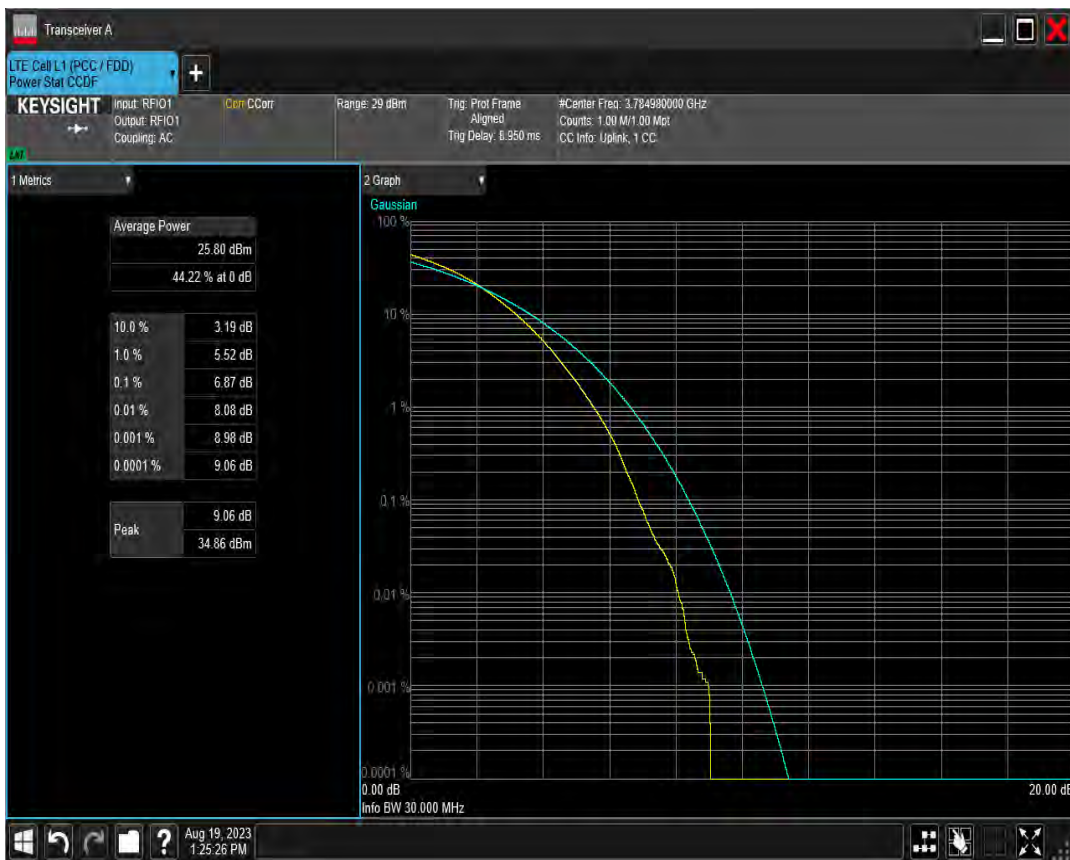 Transceiver A
LTE Cell L1 (PCC / FDD)
Power Stat CCDF
+
KEYSIGHT
Input: RFIO1
Output: RFIO1
Coupling: AC
Corr CCorr
Range: 29 dBm
Trig: Prot Frame
Aligned
Trig Delay: 8.950 ms
#Center Freq: 3.784980000 GHz
Counts: 1.00 M/1.00 Mpt
CC Info: Uplink, 1 CC
1 Metrics
Average Power
25.80 dBm
44.22 % at 0 dB
10.0 % 3.19 dB
1.0 % 5.52 dB
0.1 % 6.87 dB
0.01 % 8.08 dB
0.001 % 8.98 dB
0.0001 % 9.06 dB
Peak
9.06 dB
34.86 dBm
2 Graph
Gaussian
100 %
10 %
1 %
0.1 %
0.01 %
0.001 %
0.0001 %
0.00 dB 20.00 dB
Info BW 30.000 MHz
?
Aug 19, 2023
1:25:26 PM